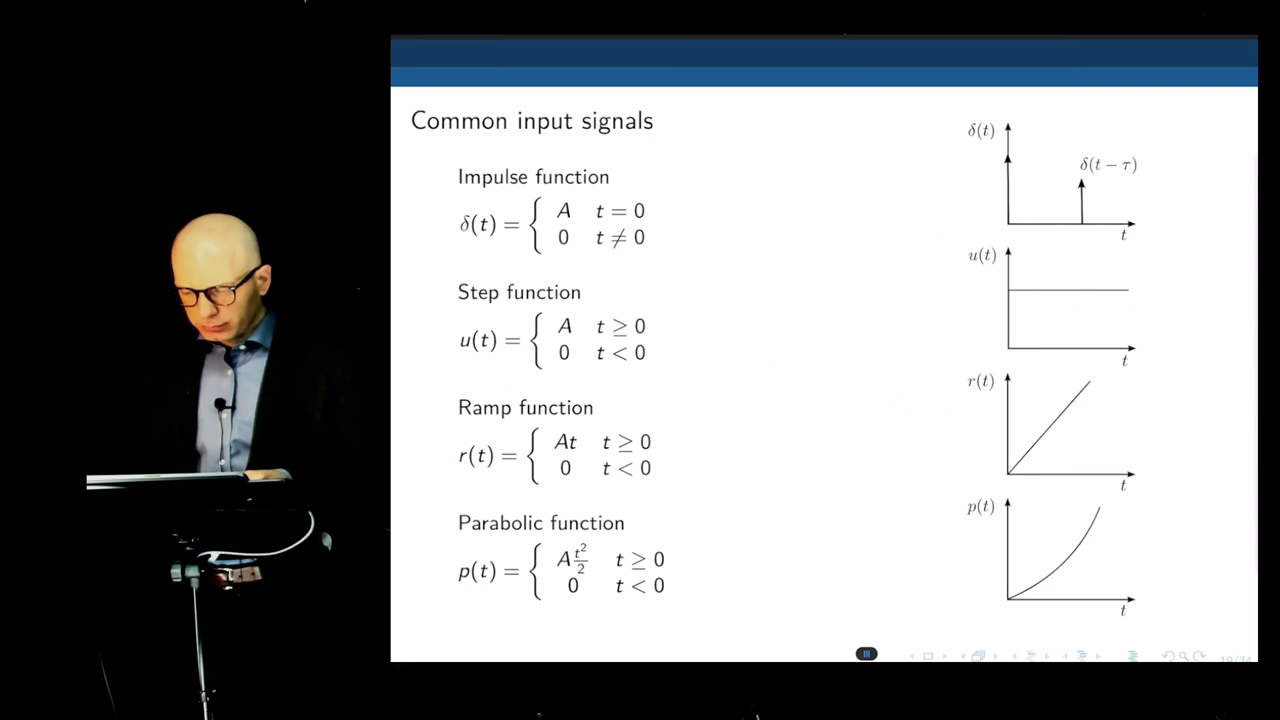 Common input signals
Impulse function
δ(t) = { A t = 0
0 t ≠ 0
Step function
u(t) = { A t ≥ 0
0 t < 0
Ramp function
r(t) = { At t ≥ 0
0 t < 0
Parabolic function
p(t) = { A t²/2 t ≥ 0
0 t < 0
δ(t)
δ(t − τ)
t
u(t)
t
r(t)
t
p(t)
t